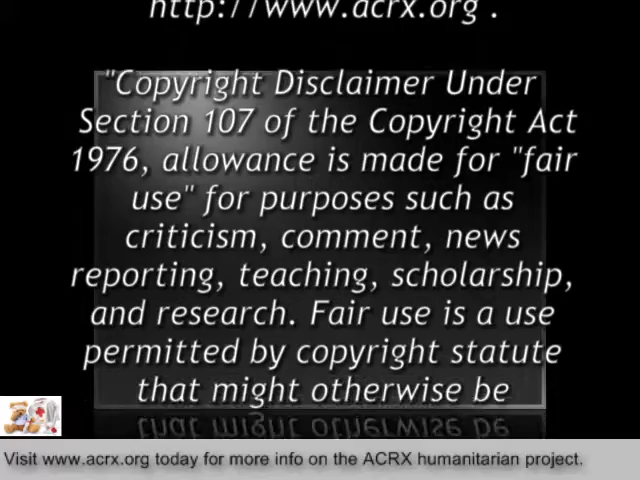 http://www.acrx.org .
"Copyright Disclaimer Under
Section 107 of the Copyright Act
1976, allowance is made for "fair
use" for purposes such as
criticism, comment, news
reporting, teaching, scholarship,
and research. Fair use is a use
permitted by copyright statute
that might otherwise be
Visit www.acrx.org today for more info on the ACRX humanitarian project.